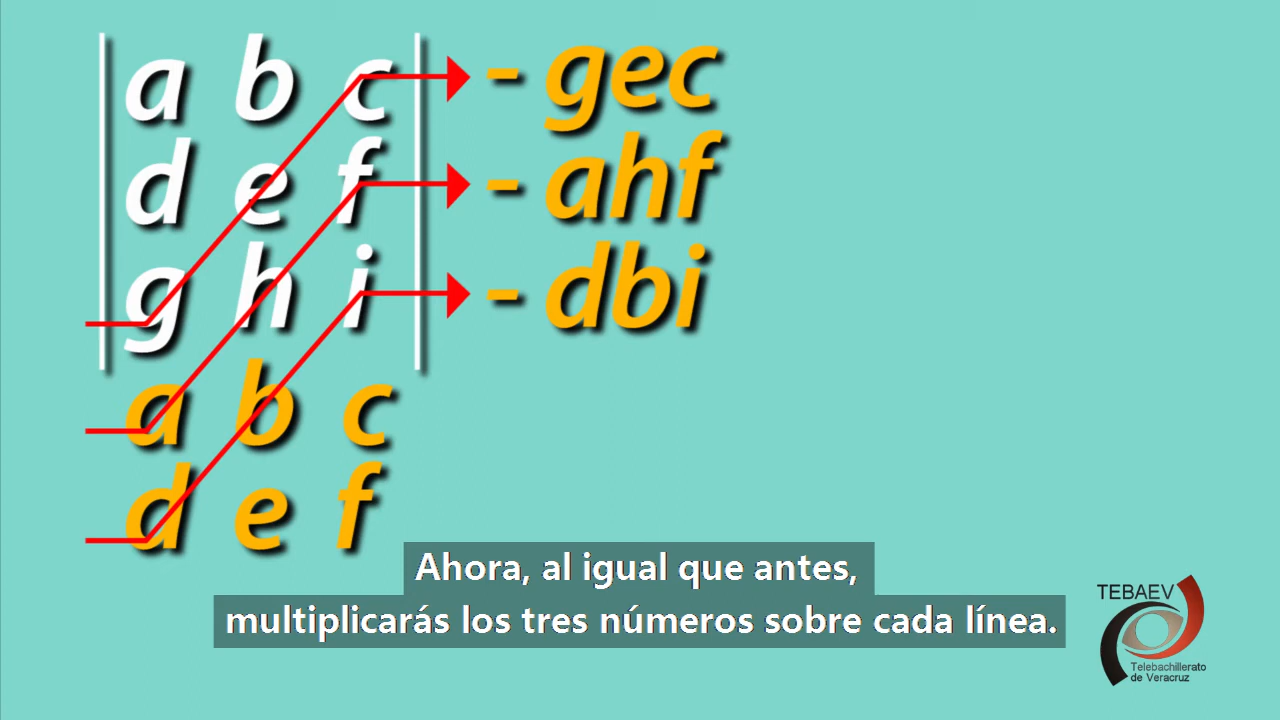 a b c - gec
d e f - ahf
g h i - dbi
a b c
d e f
Ahora, al igual que antes,
multiplicarás los tres números sobre cada línea.
TEBAEV
Telebachillerato
de Veracruz